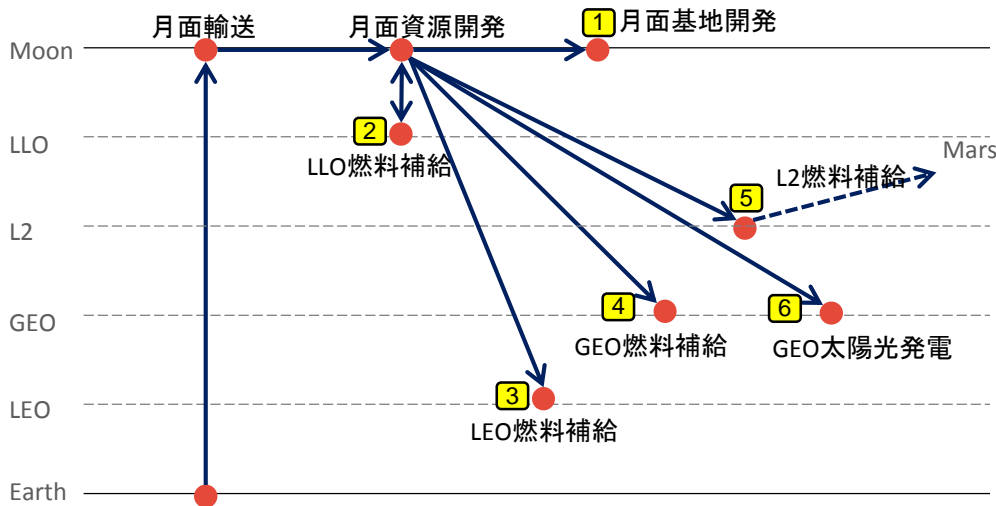 月面輸送
月面資源開発
1 月面基地開発
Moon
2
LLO
LLO燃料補給
Mars
L2燃料補給
5
L2
4
6
GEO
GEO燃料補給
GEO太陽光発電
3
LEO
LEO燃料補給
Earth